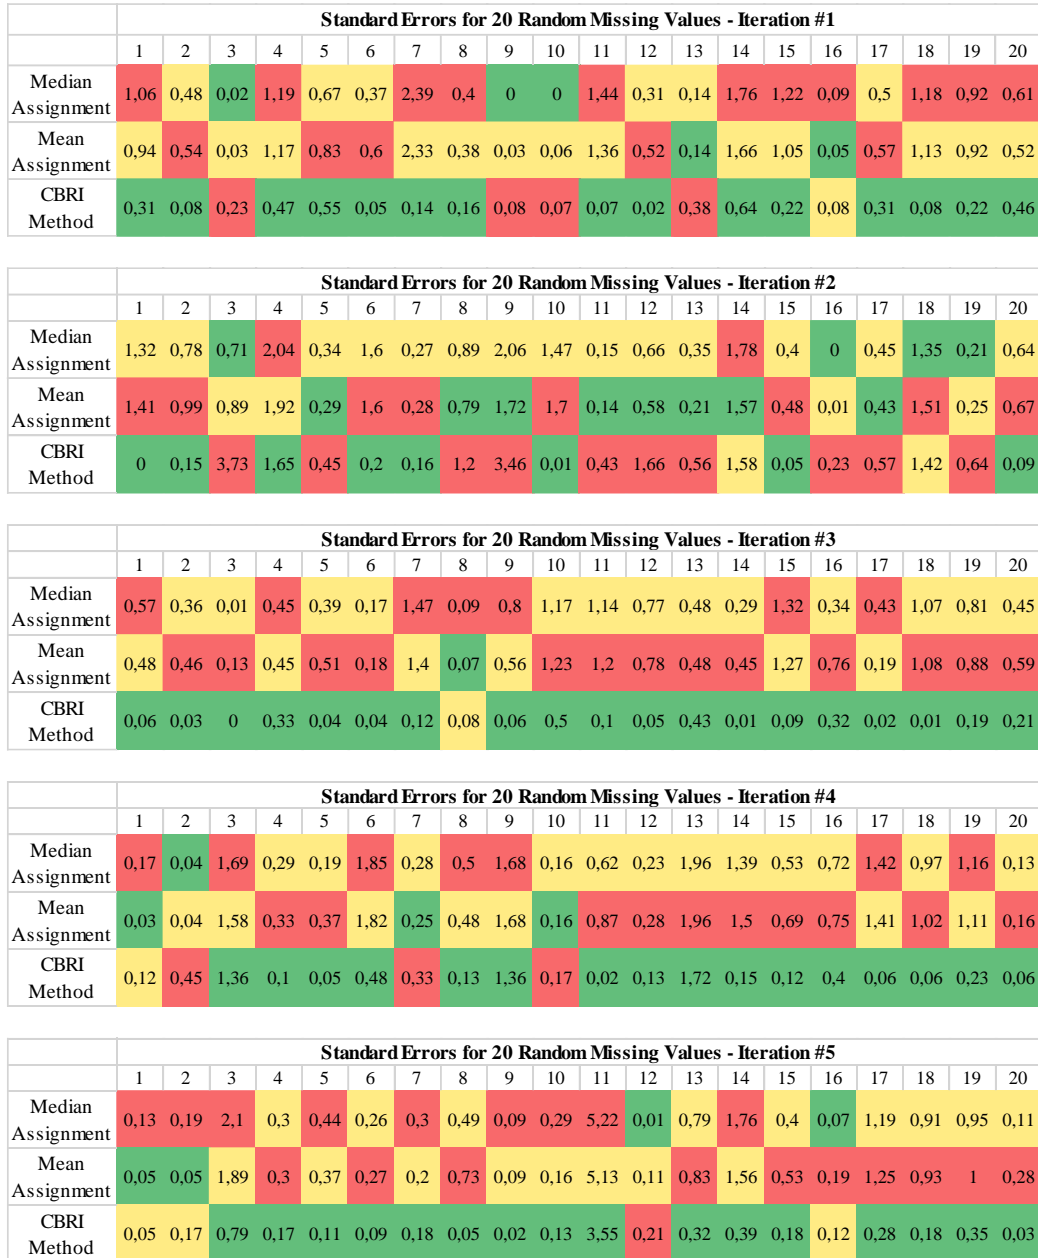 Standard Errors for 20 Random Missing Values - Iteration #1
1 2 3 4 5 6 7 8 9 10 11 12 13 14 15 16 17 18 19 20
Median Assignment 1,06 0,48 0,02 1,19 0,67 0,37 2,39 0,4 0 0 1,44 0,31 0,14 1,76 1,22 0,09 0,5 1,18 0,92 0,61
Mean Assignment 0,94 0,54 0,03 1,17 0,83 0,6 2,33 0,38 0,03 0,06 1,36 0,52 0,14 1,66 1,05 0,05 0,57 1,13 0,92 0,52
CBRI Method 0,31 0,08 0,23 0,47 0,55 0,05 0,14 0,16 0,08 0,07 0,07 0,02 0,38 0,64 0,22 0,08 0,31 0,08 0,22 0,46
Standard Errors for 20 Random Missing Values - Iteration #2
1 2 3 4 5 6 7 8 9 10 11 12 13 14 15 16 17 18 19 20
Median Assignment 1,32 0,78 0,71 2,04 0,34 1,6 0,27 0,89 2,06 1,47 0,15 0,66 0,35 1,78 0,4 0 0,45 1,35 0,21 0,64
Mean Assignment 1,41 0,99 0,89 1,92 0,29 1,6 0,28 0,79 1,72 1,7 0,14 0,58 0,21 1,57 0,48 0,01 0,43 1,51 0,25 0,67
CBRI Method 0 0,15 3,73 1,65 0,45 0,2 0,16 1,2 3,46 0,01 0,43 1,66 0,56 1,58 0,05 0,23 0,57 1,42 0,64 0,09
Standard Errors for 20 Random Missing Values - Iteration #3
1 2 3 4 5 6 7 8 9 10 11 12 13 14 15 16 17 18 19 20
Median Assignment 0,57 0,36 0,01 0,45 0,39 0,17 1,47 0,09 0,8 1,17 1,14 0,77 0,48 0,29 1,32 0,34 0,43 1,07 0,81 0,45
Mean Assignment 0,48 0,46 0,13 0,45 0,51 0,18 1,4 0,07 0,56 1,23 1,2 0,78 0,48 0,45 1,27 0,76 0,19 1,08 0,88 0,59
CBRI Method 0,06 0,03 0 0,33 0,04 0,04 0,12 0,08 0,06 0,5 0,1 0,05 0,43 0,01 0,09 0,32 0,02 0,01 0,19 0,21
Standard Errors for 20 Random Missing Values - Iteration #4
1 2 3 4 5 6 7 8 9 10 11 12 13 14 15 16 17 18 19 20
Median Assignment 0,17 0,04 1,69 0,29 0,19 1,85 0,28 0,5 1,68 0,16 0,62 0,23 1,96 1,39 0,53 0,72 1,42 0,97 1,16 0,13
Mean Assignment 0,03 0,04 1,58 0,33 0,37 1,82 0,25 0,48 1,68 0,16 0,87 0,28 1,96 1,5 0,69 0,75 1,41 1,02 1,11 0,16
CBRI Method 0,12 0,45 1,36 0,1 0,05 0,48 0,33 0,13 1,36 0,17 0,02 0,13 1,72 0,15 0,12 0,4 0,06 0,06 0,23 0,06
Standard Errors for 20 Random Missing Values - Iteration #5
1 2 3 4 5 6 7 8 9 10 11 12 13 14 15 16 17 18 19 20
Median Assignment 0,13 0,19 2,1 0,3 0,44 0,26 0,3 0,49 0,09 0,29 5,22 0,01 0,79 1,76 0,4 0,07 1,19 0,91 0,95 0,11
Mean Assignment 0,05 0,05 1,89 0,3 0,37 0,27 0,2 0,73 0,09 0,16 5,13 0,11 0,83 1,56 0,53 0,19 1,25 0,93 1 0,28
CBRI Method 0,05 0,17 0,79 0,17 0,11 0,09 0,18 0,05 0,02 0,13 3,55 0,21 0,32 0,39 0,18 0,12 0,28 0,18 0,35 0,03